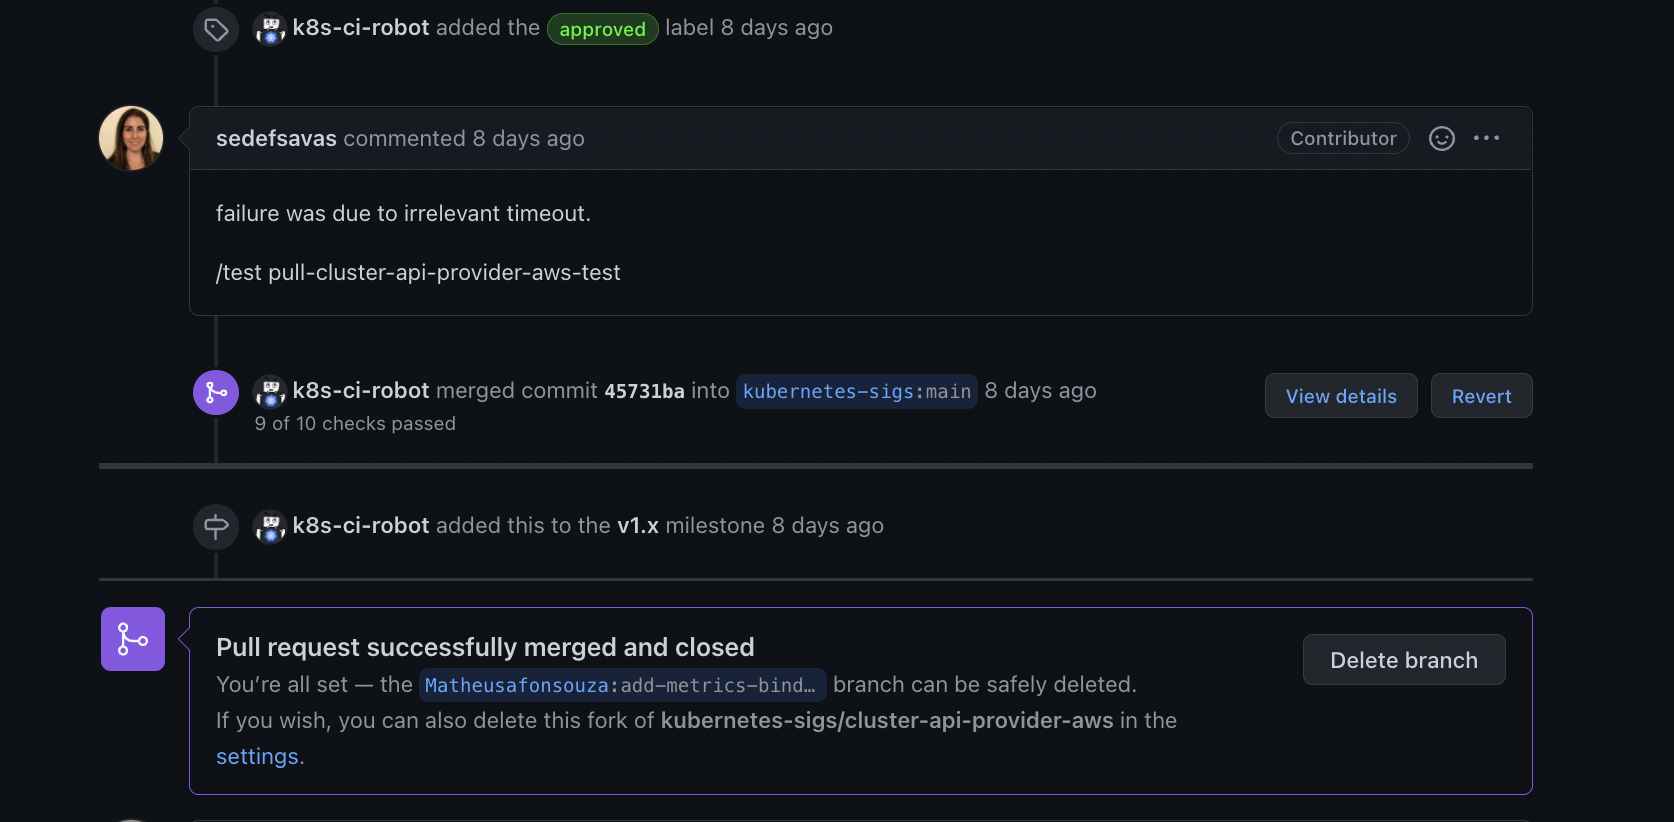 k8s-ci-robot added the approved label 8 days ago
sedefsavas commented 8 days ago Contributor
failure was due to irrelevant timeout.
/test pull-cluster-api-provider-aws-test
k8s-ci-robot merged commit 45731ba into kubernetes-sigs:main 8 days ago View details Revert
9 of 10 checks passed
k8s-ci-robot added this to the v1.x milestone 8 days ago
Pull request successfully merged and closed
Delete branch
You’re all set — the Matheusafonsouza:add-metrics-bind… branch can be safely deleted.
If you wish, you can also delete this fork of kubernetes-sigs/cluster-api-provider-aws in the
settings.